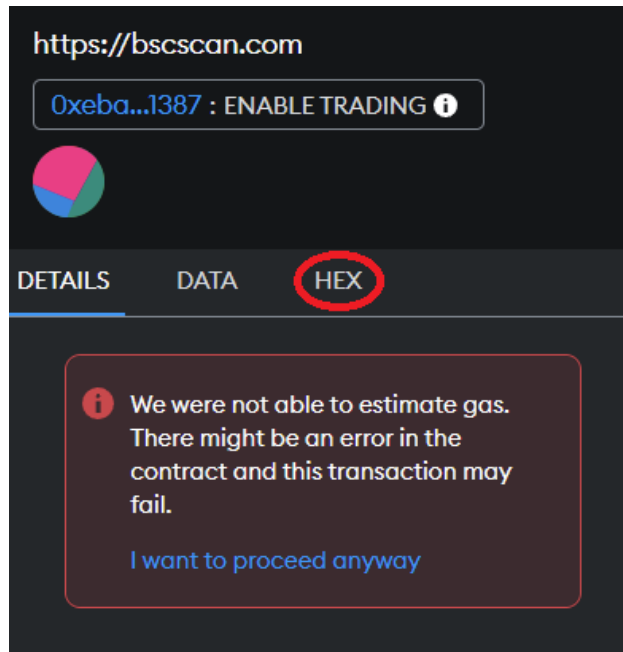 https://bscscan.com
0xeba...1387 : ENABLE TRADING
DETAILS DATA HEX
We were not able to estimate gas.
There might be an error in the
contract and this transaction may
fail.
I want to proceed anyway